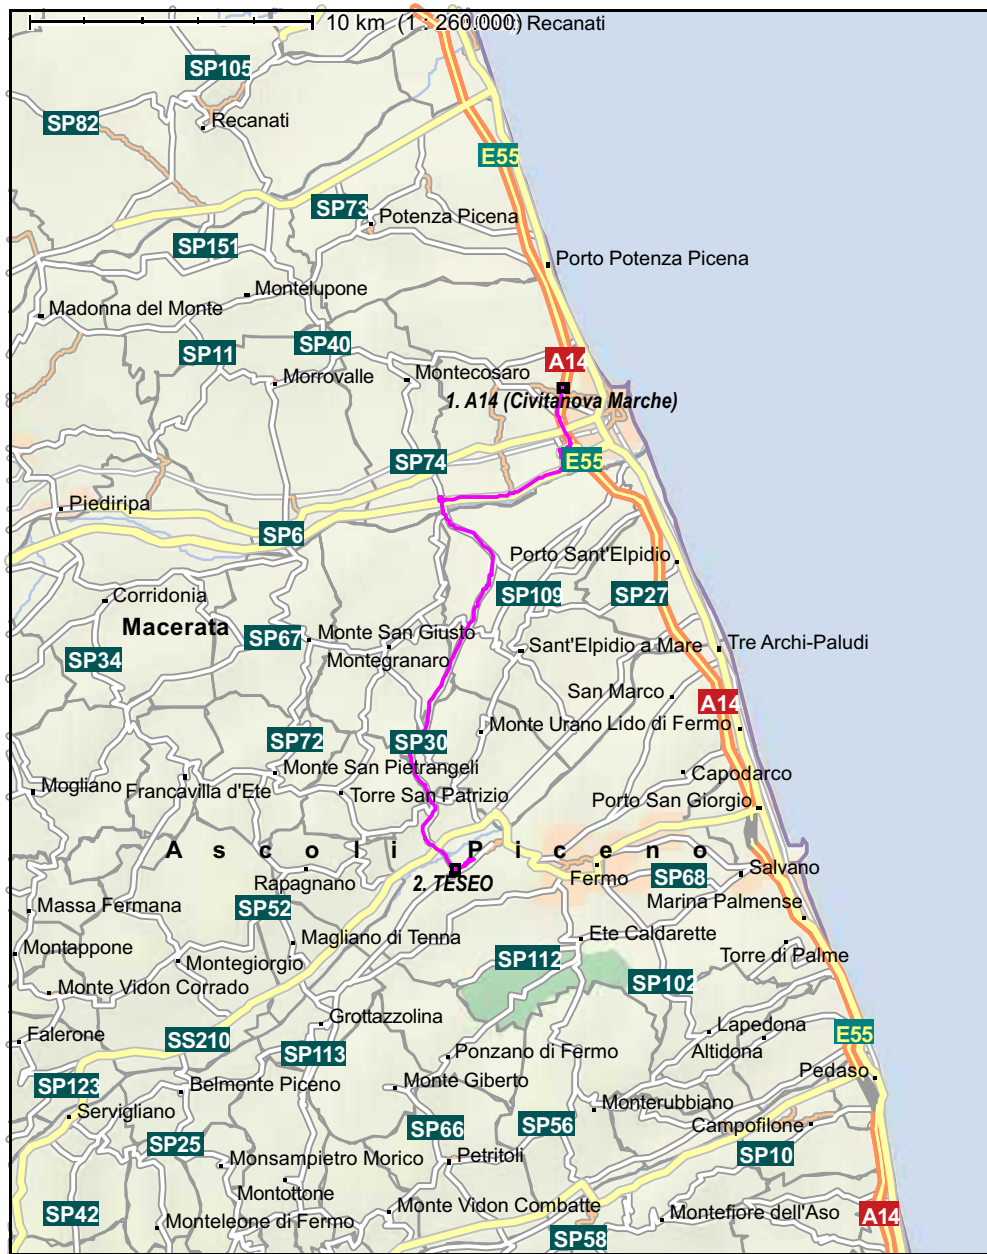 10 km (1 : 260.000) Recanati
SP105
SP82
Recanati
E55
SP73
Potenza Picena
SP151
Porto Potenza Picena
Montelupone
Madonna del Monte
SP11
SP40
A14
Morrovalle
Montecosaro
1. A14 (Civitanova Marche)
SP74
E55
Piediripa
SP6
Porto Sant'Elpidio
Corridonia
SP109
SP27
Macerata
SP67
Monte San Giusto
Montegranaro
Sant'Elpidio a Mare
Tre Archi-Paludi
SP34
San Marco
A14
Monte Urano
Lido di Fermo
SP72
SP30
Monte San Pietrangeli
Capodarco
Mogliano
Francavilla d'Ete
Torre San Patrizio
Porto San Giorgio
Ascoli Piceno
Rapagnano
2. TESEO
Fermo
SP68
Salvano
Massa Fermana
SP52
Marina Palmense
Magliano di Tenna
Ete Caldarette
Montappone
Montegiorgio
SP112
Torre di Palme
Monte Vidon Corrado
SP102
Falerone
SS210
Grottazzolina
SP113
Lapedona
Altidona
E55
Ponzano di Fermo
Pedaso
SP123
Belmonte Piceno
Monte Giberto
Servigliano
Monterubbiano
Campofilone
SP25
SP66
SP56
SP10
Monsampietro Morico
Petritoli
Montottone
SP42
Monteleone di Fermo
Monte Vidon Combatte
Montefiore dell'Aso
A14
SP58